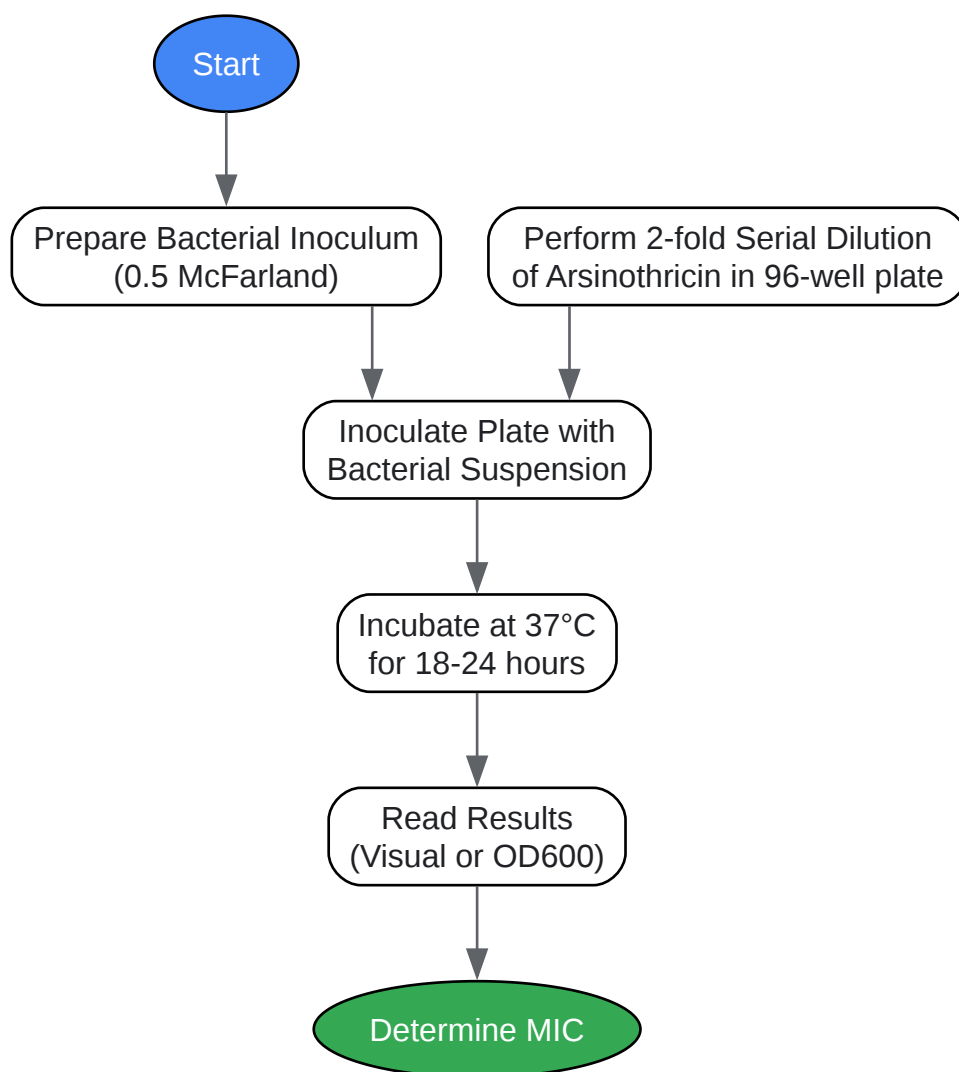 Start
Prepare Bacterial Inoculum
(0.5 McFarland)
Perform 2-fold Serial Dilution
of Arsinothricin in 96-well plate
Inoculate Plate with
Bacterial Suspension
Incubate at 37°C
for 18-24 hours
Read Results
(Visual or OD600)
Determine MIC